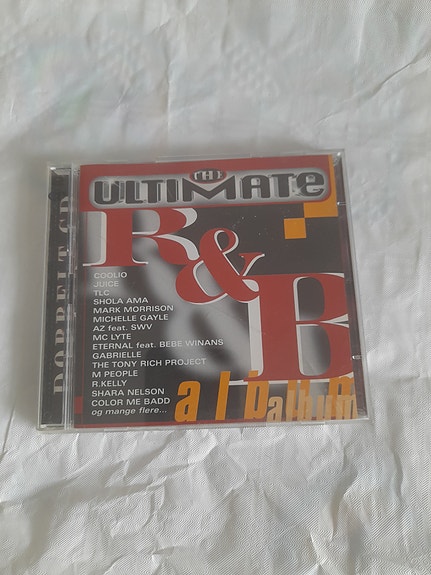 THE
ULTIMATE
R&B
album
album
DOBBELT CD
COOLIO
JUICE
TLC
SHOLA AMA
MARK MORRISON
MICHELLE GAYLE
AZ feat. SWV
MC LYTE
ETERNAL feat. BEBE WINANS
GABRIELLE
THE TONY RICH PROJECT
M PEOPLE
R.KELLY
SHARA NELSON
COLOR ME BADD
og mange flere...